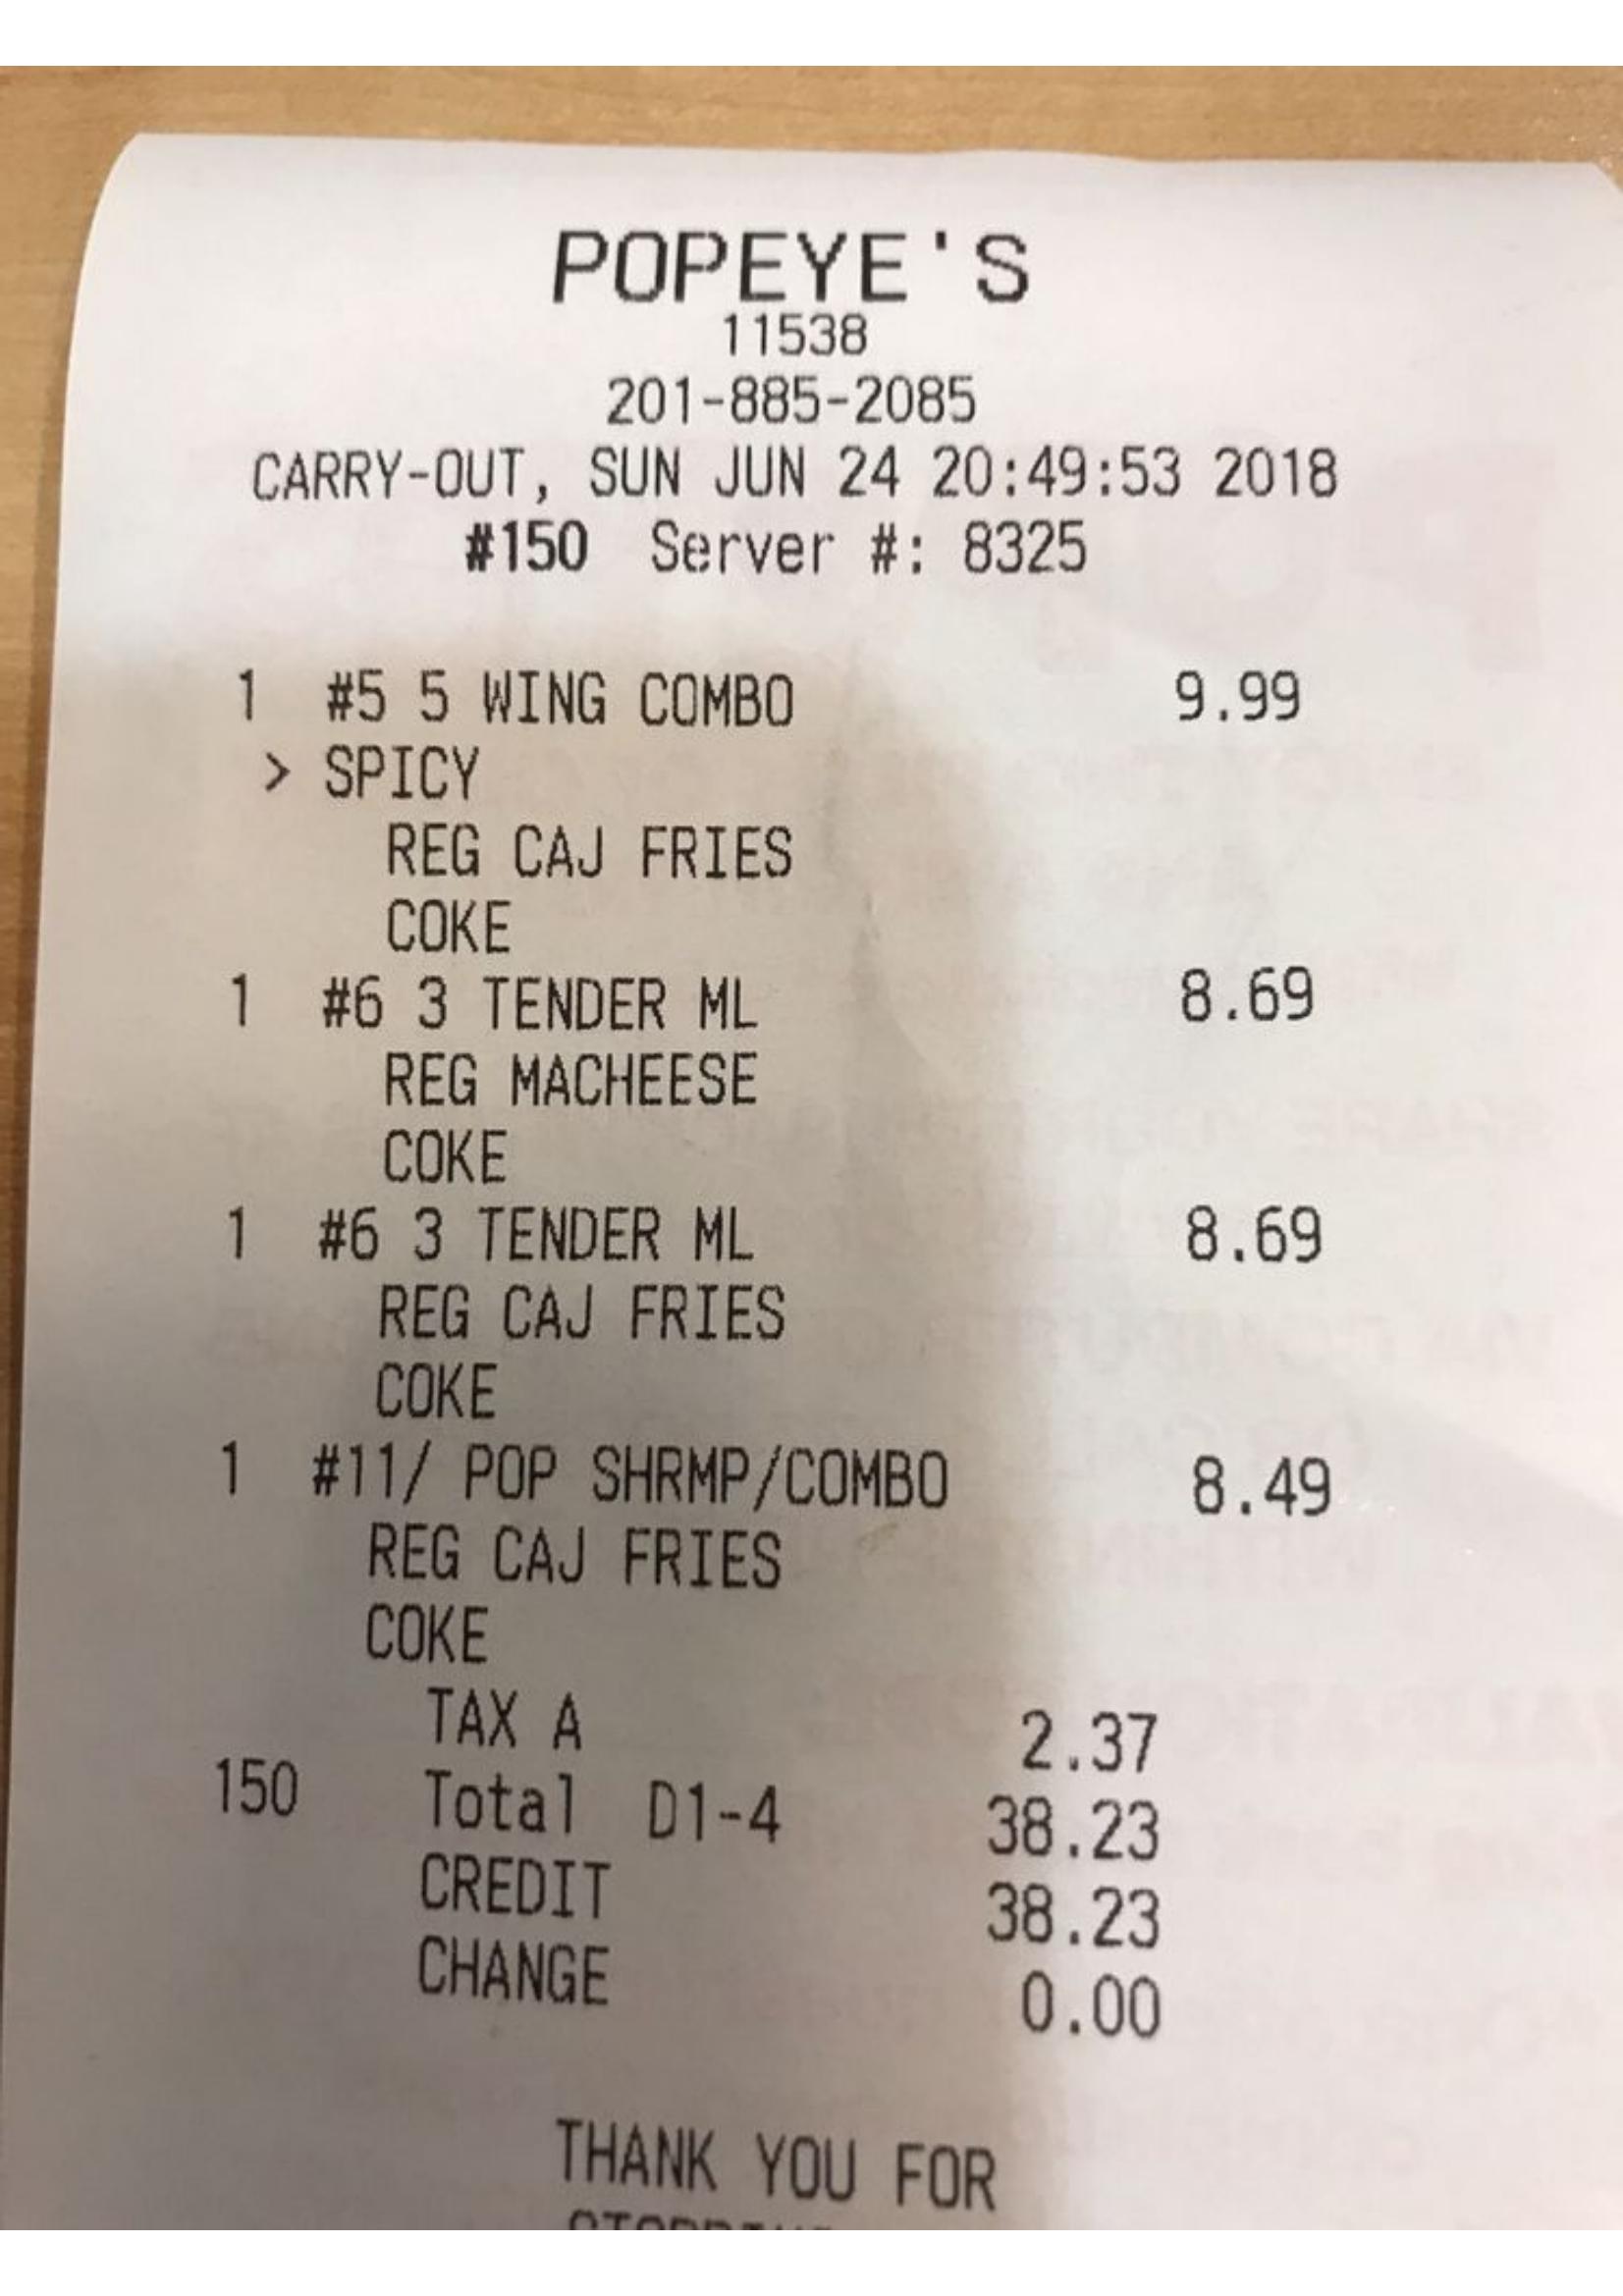 POPEYE'S
11538
201-885-2085
CARRY-OUT, SUN JUN 24 20:49:53 2018
#150 Server #: 8325
1 #5 5 WING COMBO 9.99
> SPICY
REG CAJ FRIES
COKE
1 #6 3 TENDER ML 8.69
REG MACHEESE
COKE
1 #6 3 TENDER ML 8.69
REG CAJ FRIES
COKE
1 #11/ POP SHRMP/COMBO 8.49
REG CAJ FRIES
COKE
TAX A 2.37
150 Total D1-4 38.23
CREDIT 38.23
CHANGE 0.00
THANK YOU FOR